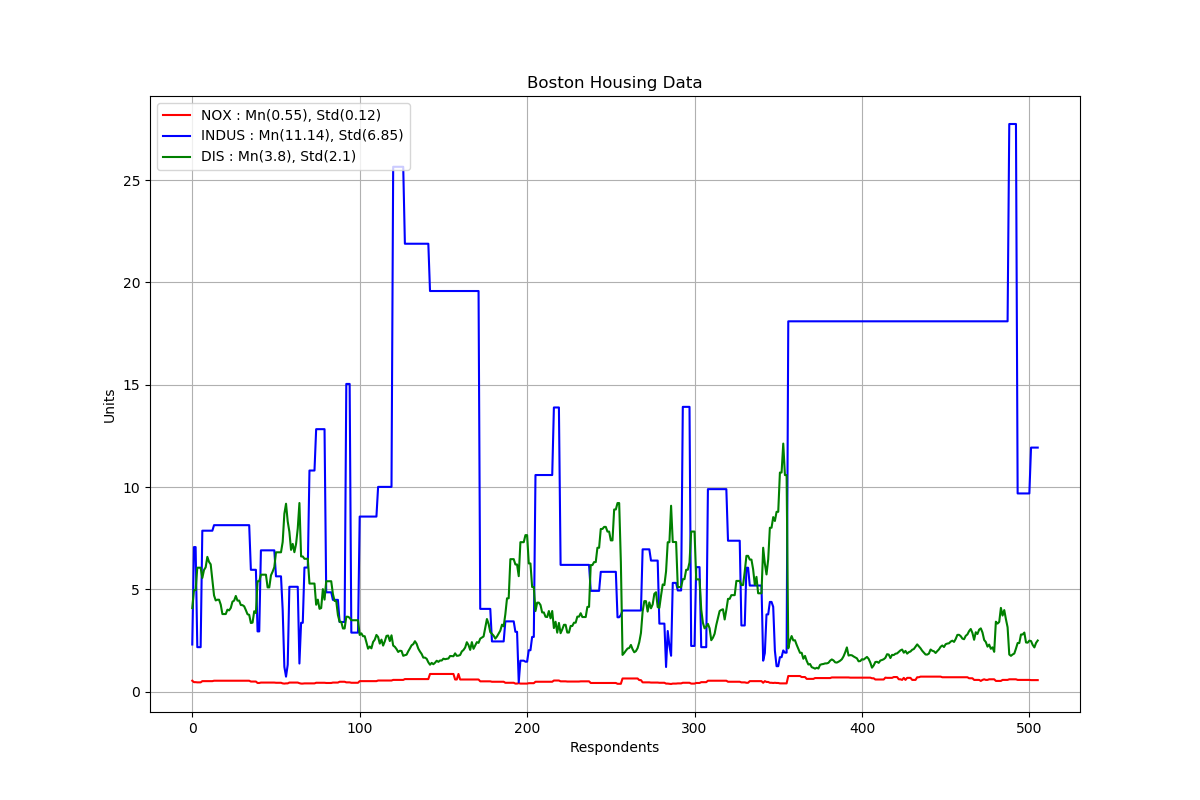 Boston Housing Data
NOX : Mn(0.55), Std(0.12)
INDUS : Mn(11.14), Std(6.85)
DIS : Mn(3.8), Std(2.1)
25
20
15
10
5
0
Units
0 100 200 300 400 500
Respondents